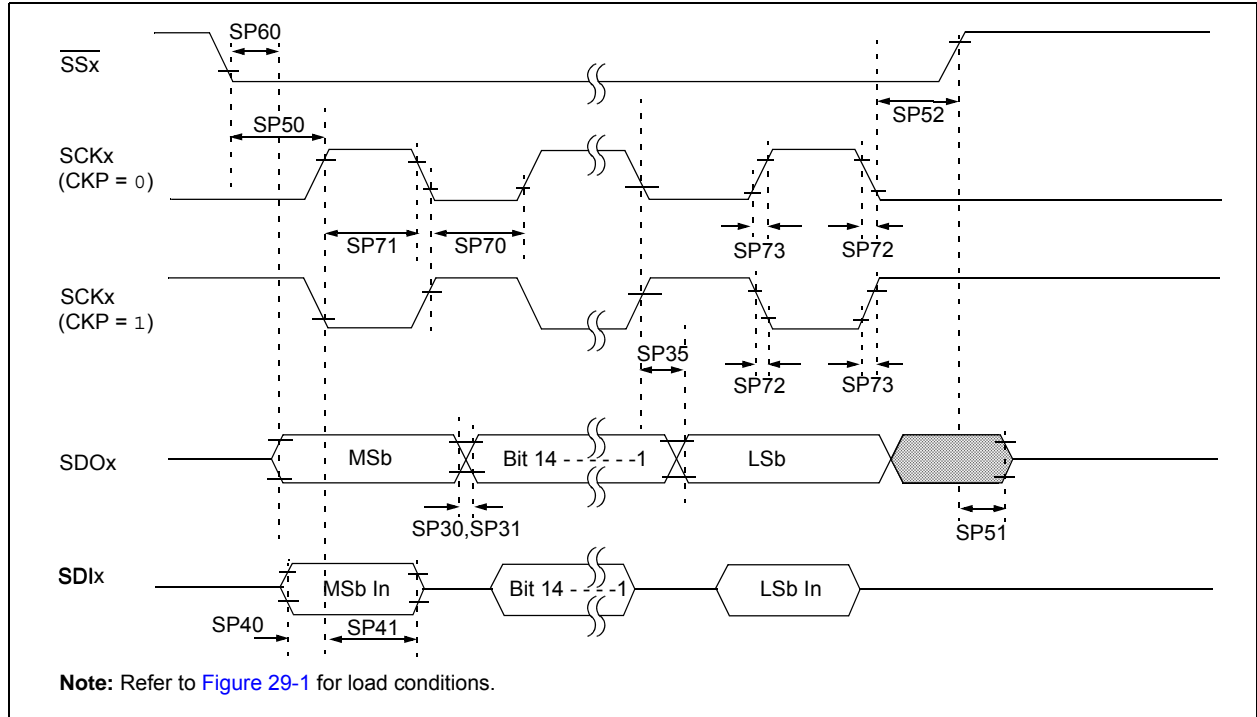 SP60
SSx
SP50
SP52
SCKx
(CKP = 0)
SP71
SP70
SP73
SP72
SCKx
(CKP = 1)
SP35
SP72
SP73
SDOx
MSb
Bit 14 - - - - - -1
LSb
SP30,SP31
SP51
SDIx
MSb In
Bit 14 - - - -1
LSb In
SP40
SP41
Note: Refer to Figure 29-1 for load conditions.